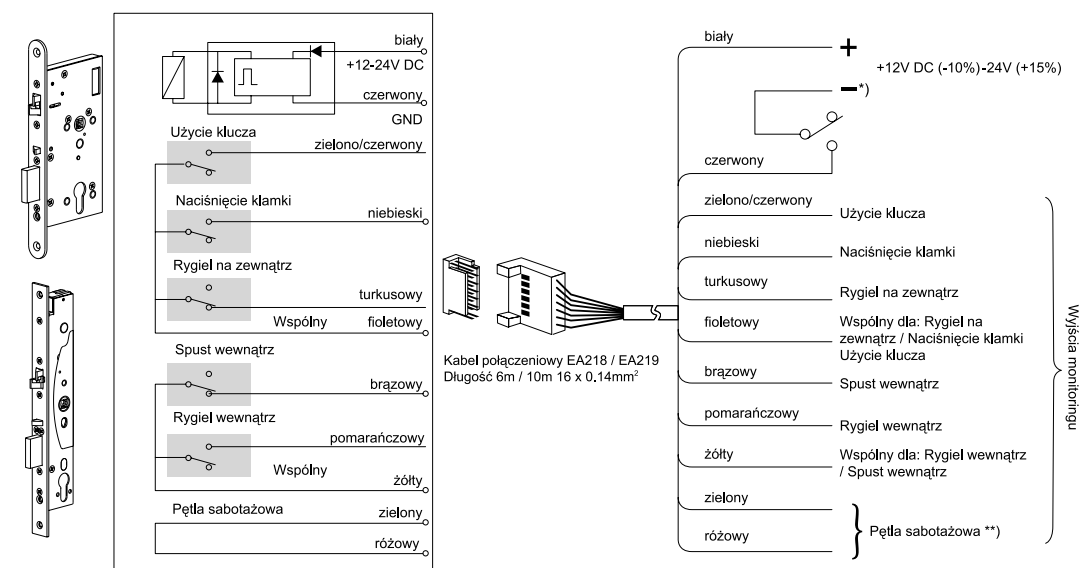 biały
+12-24V DC
czerwony
GND
Użycie klucza
zielono/czerwony
Naciśnięcie klamki
niebieski
Rygiel na zewnątrz
turkusowy
Wspólny
fioletowy
Spust wewnątrz
brązowy
Rygiel wewnątrz
pomarańczowy
Wspólny
żółty
Pętla sabotażowa
zielony
różowy
Kabel połączeniowy EA218 / EA219
Długość 6m / 10m 16 x 0.14mm²
biały
+
+12V DC (-10%)-24V (+15%)
–*)
czerwony
zielono/czerwony
Użycie klucza
niebieski
Naciśnięcie klamki
turkusowy
Rygiel na zewnątrz
fioletowy
Wspólny dla: Rygiel na
zewnątrz / Naciśnięcie klamki
Użycie klucza
brązowy
Spust wewnątrz
pomarańczowy
Rygiel wewnątrz
żółty
Wspólny dla: Rygiel wewnątrz
/ Spust wewnątrz
zielony
różowy
Pętla sabotażowa **)
Wyjścia monitoringu